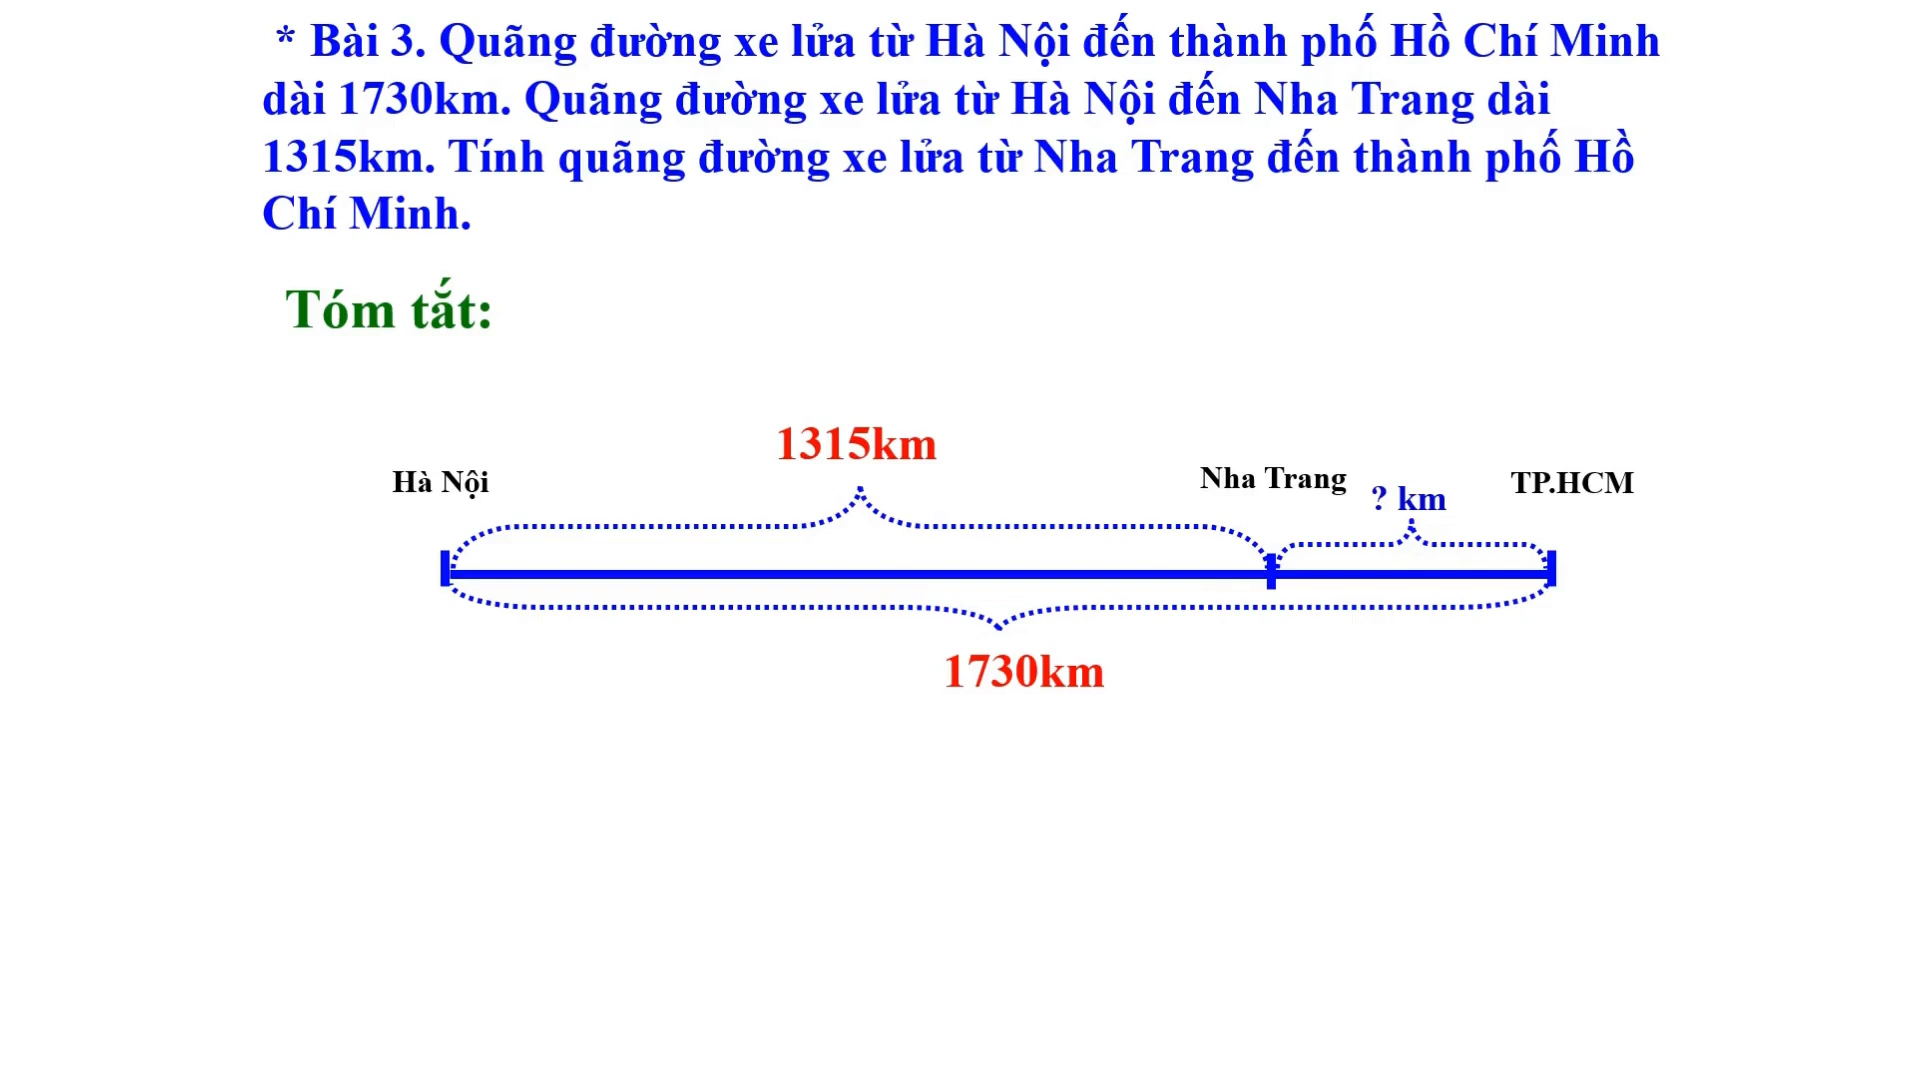 * Bài 3. Quãng đường xe lửa từ Hà Nội đến thành phố Hồ Chí Minh
dài 1730km. Quãng đường xe lửa từ Hà Nội đến Nha Trang dài
1315km. Tính quãng đường xe lửa từ Nha Trang đến thành phố Hồ
Chí Minh.
Tóm tắt:
1315km
Hà Nội
Nha Trang
? km
TP.HCM
1730km